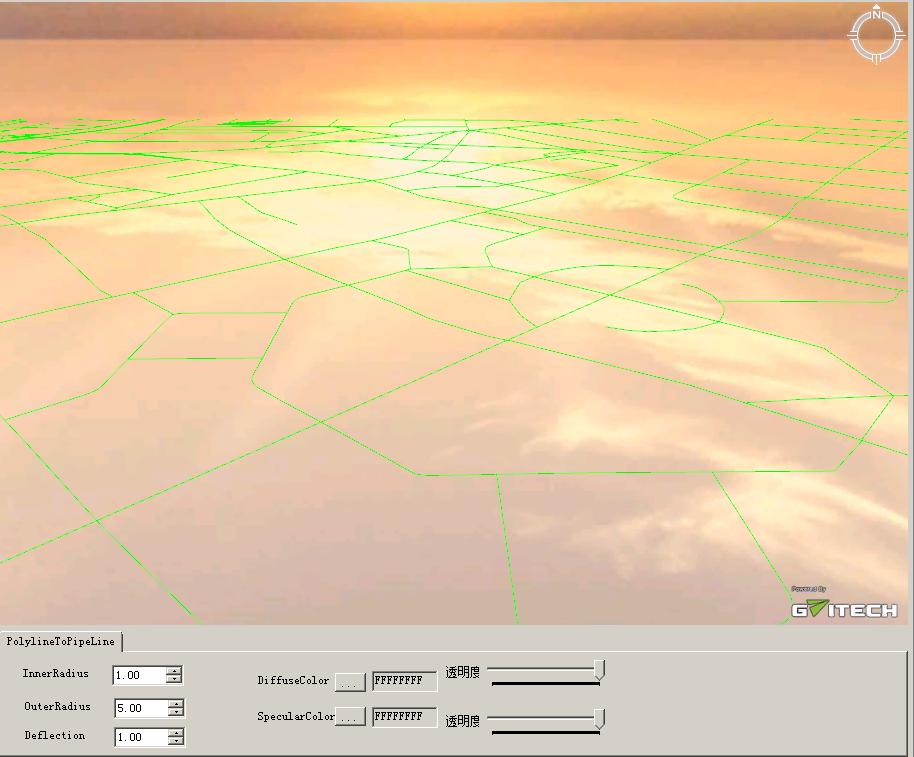 N
Powered By
GVITECH
PolylineToPipeLine
InnerRadius 1.00
OuterRadius 5.00
Deflection 1.00
DiffuseColor ... FFFFFFFF 透明度
SpecularColor ... FFFFFFFF 透明度